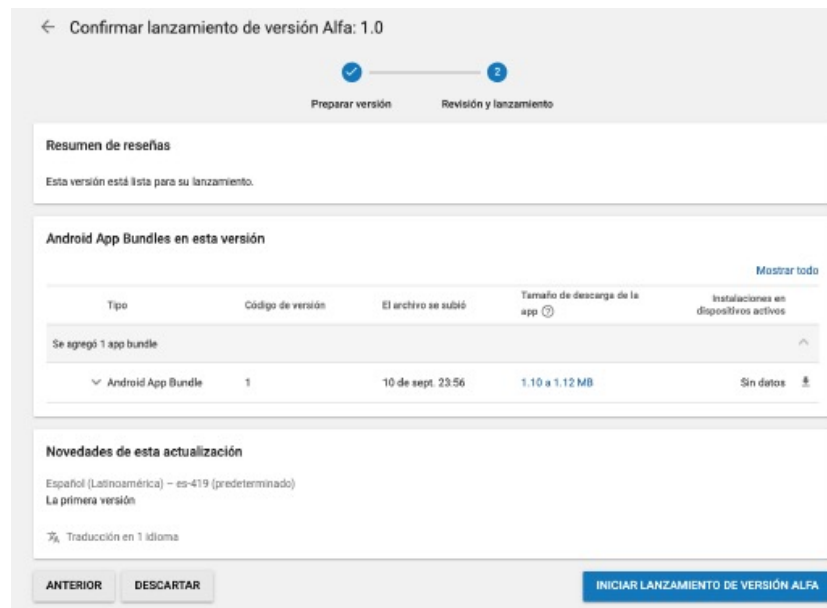 Confirmar lanzamiento de versión Alfa: 1.0
2
Preparar versión
Revisión y lanzamiento
Resumen de reseñas
Esta versión está lista para su lanzamiento.
Android App Bundles en esta versión
Mostrar todo
Tipo
Código de versión
El archivo se subió
Tamaño de descarga de la
app ?
Instalaciones en
dispositivos activos
Se agregó 1 app bundle
Android App Bundle
1
10 de sept. 23:56
1.10 a 1.12 MB
Sin datos
Novedades de esta actualización
Español (Latinoamérica) – es-419 (predeterminado)
La primera versión
Traducción en 1 idioma
ANTERIOR
DESCARTAR
INICIAR LANZAMIENTO DE VERSIÓN ALFA